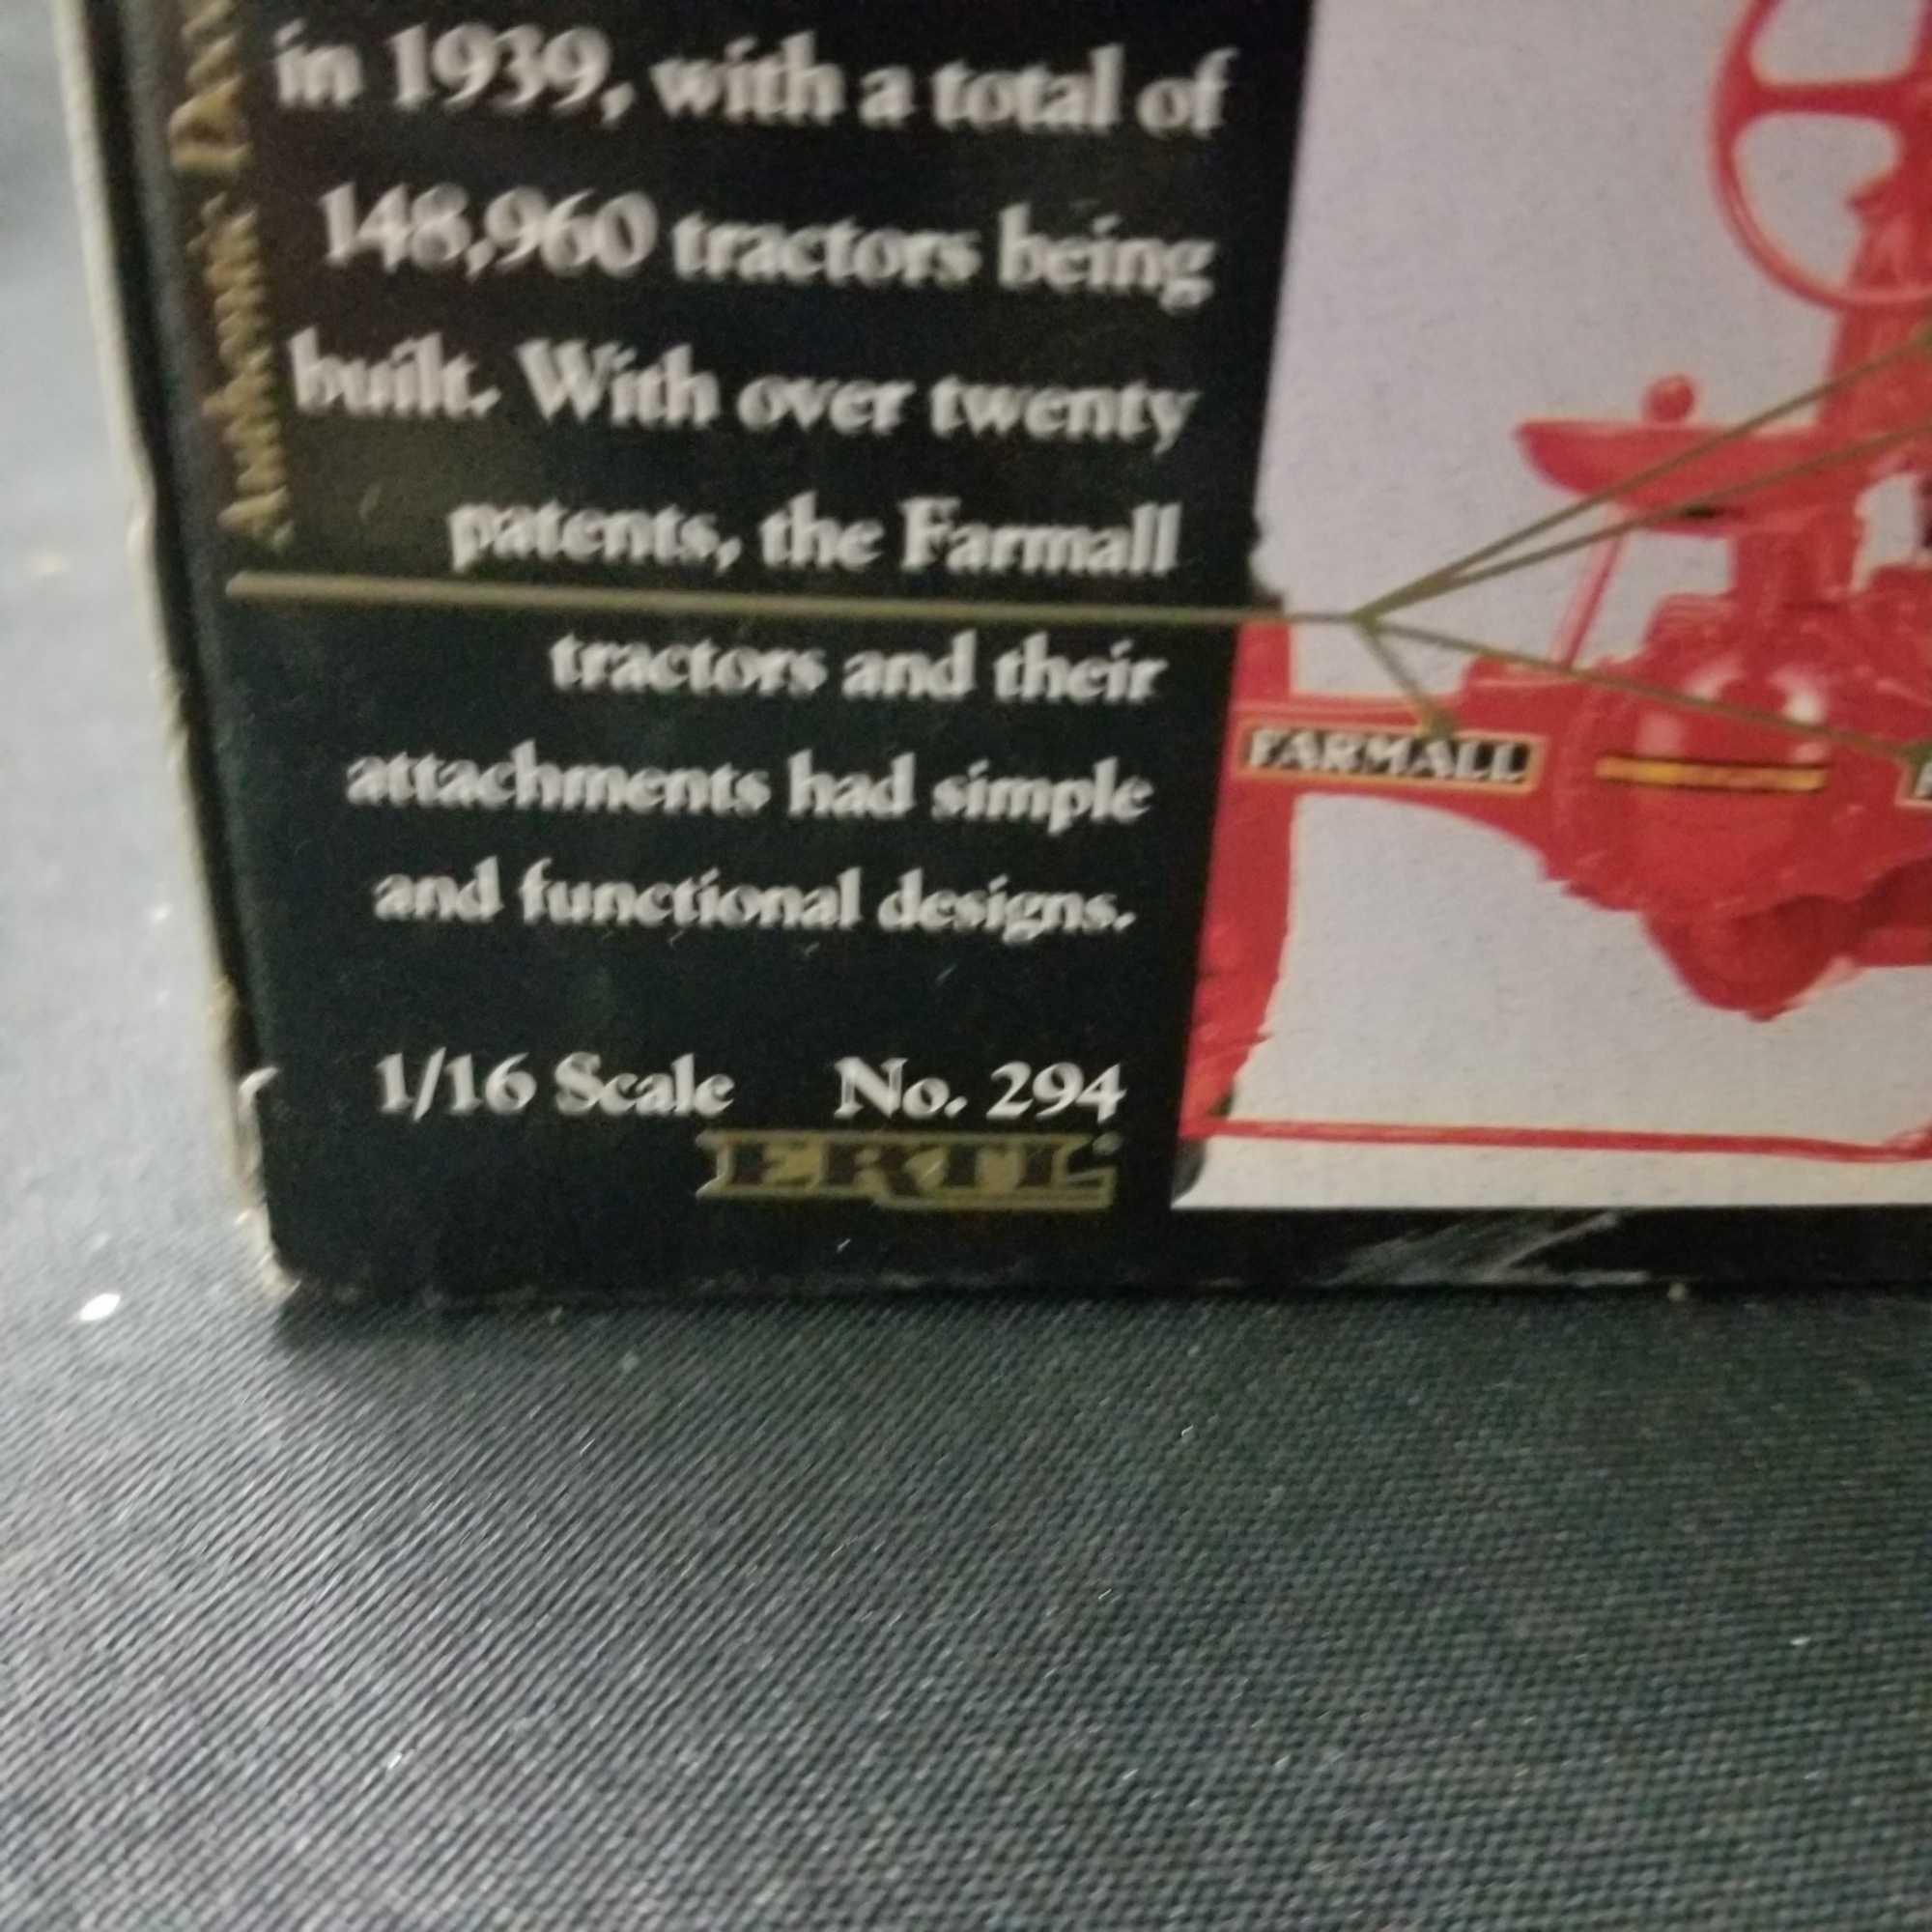 in 1939, with a total of
148,960 tractors being
built. With over twenty
patents, the Farmall
tractors and their
attachments had simple
and functional designs.
1/16 Scale No. 294
ERTL
FARMALL